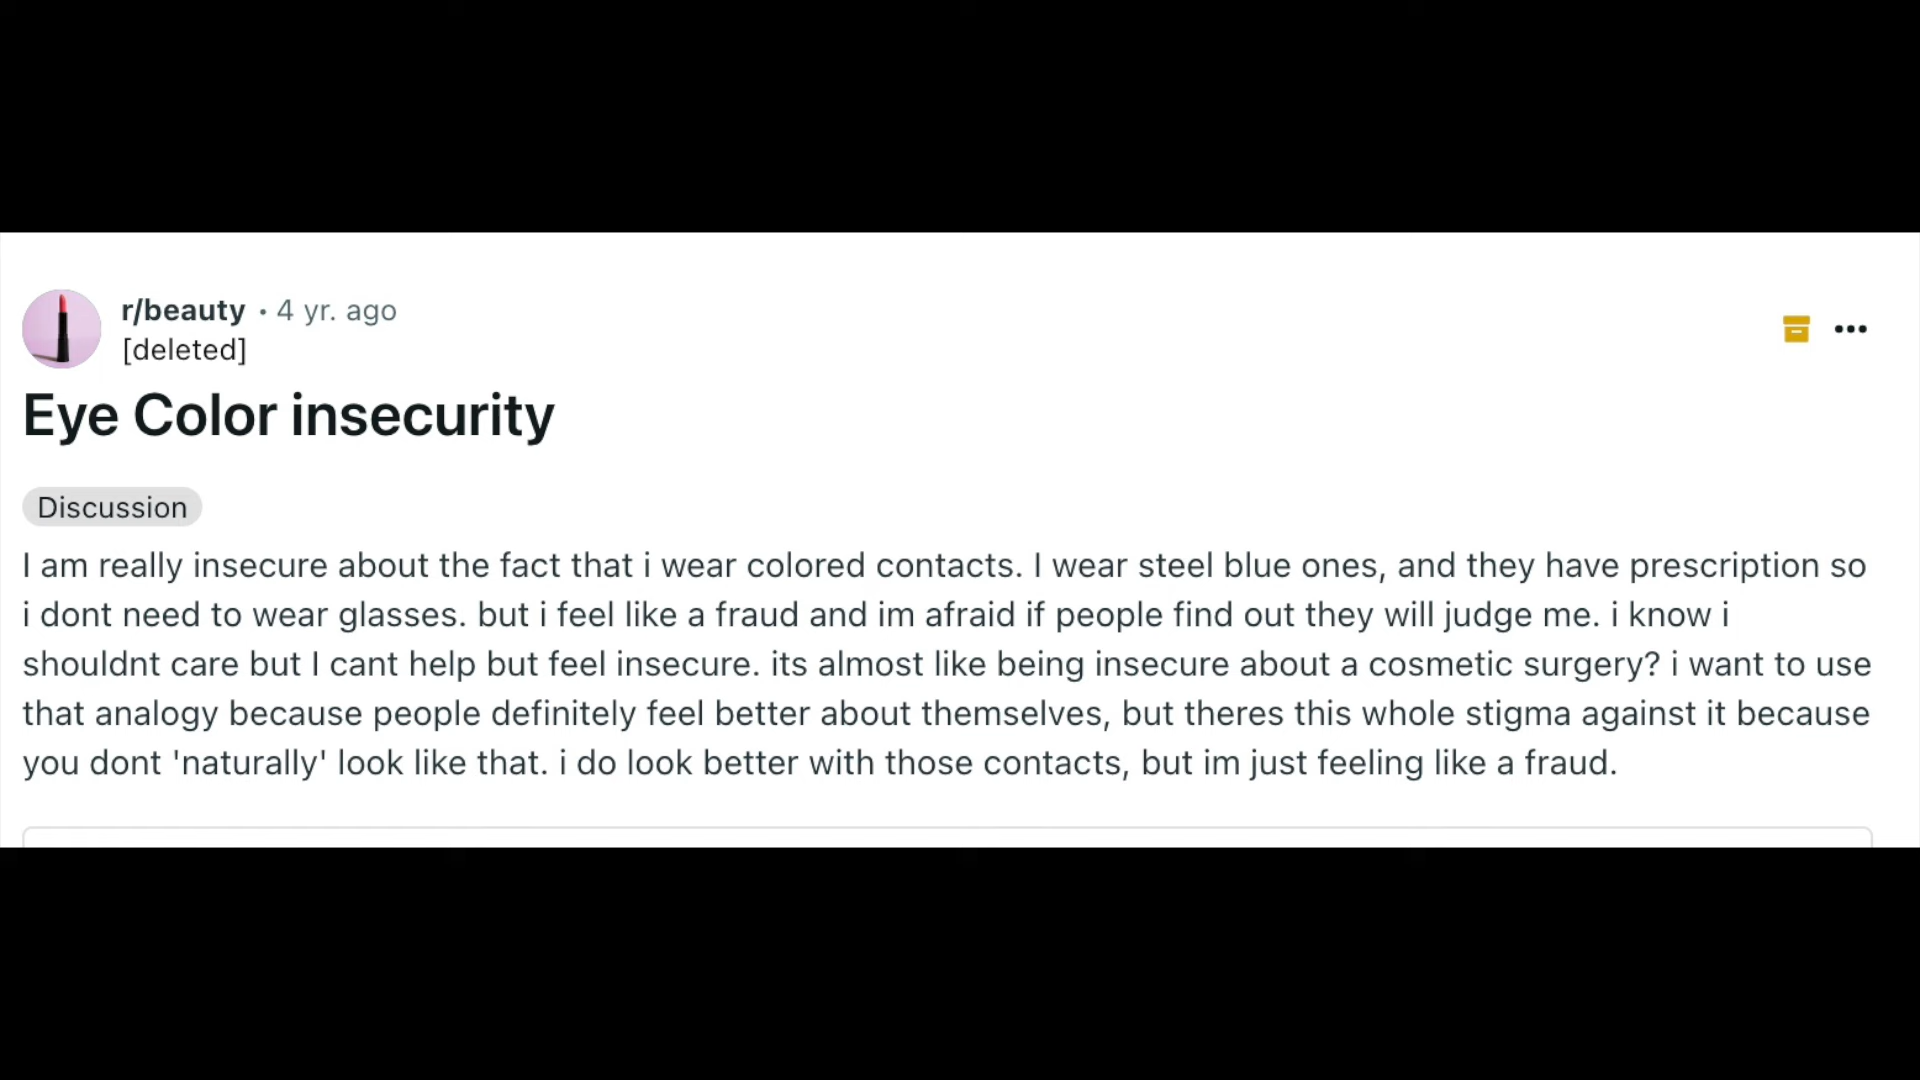 r/beauty • 4 yr. ago
[deleted]
Eye Color insecurity
Discussion
I am really insecure about the fact that i wear colored contacts. I wear steel blue ones, and they have prescription so
i dont need to wear glasses. but i feel like a fraud and im afraid if people find out they will judge me. i know i
shouldnt care but I cant help but feel insecure. its almost like being insecure about a cosmetic surgery? i want to use
that analogy because people definitely feel better about themselves, but theres this whole stigma against it because
you dont 'naturally' look like that. i do look better with those contacts, but im just feeling like a fraud.